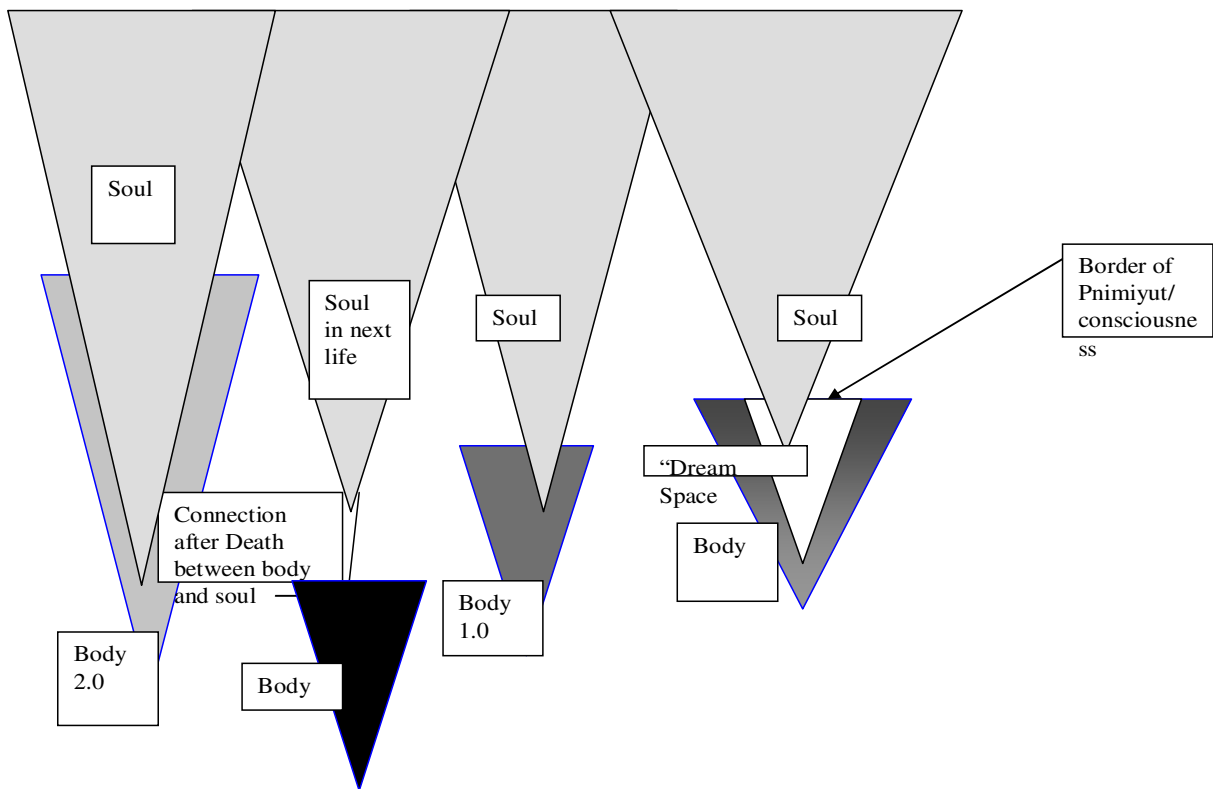 Soul
Soul
in next
life
Soul
Soul
Border of
Pnimiyut/
consciousne
ss
“Dream
Space
Connection
after Death
between body
and soul
Body
Body
1.0
Body
2.0
Body